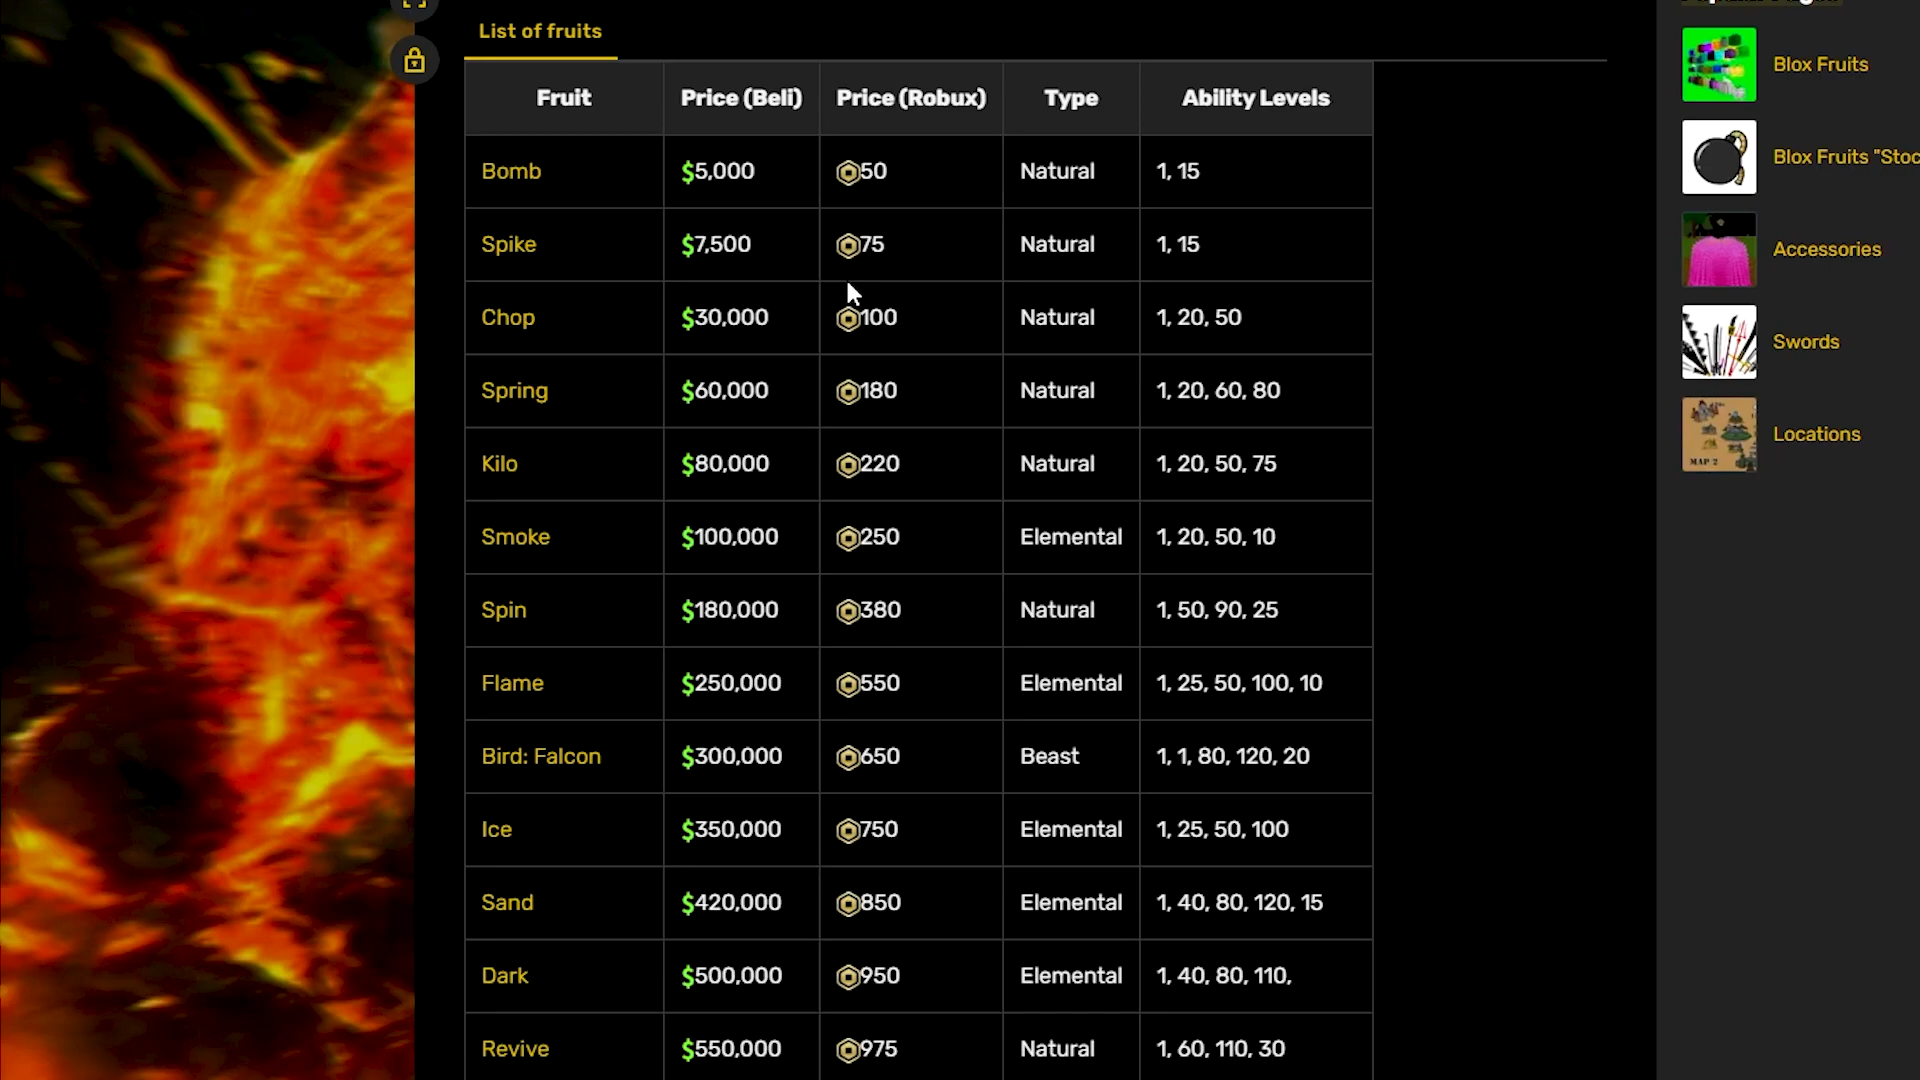 List of fruits
Fruit Price (Beli) Price (Robux) Type Ability Levels
Bomb $5,000 50 Natural 1, 15
Spike $7,500 75 Natural 1, 15
Chop $30,000 100 Natural 1, 20, 50
Spring $60,000 180 Natural 1, 20, 60, 80
Kilo $80,000 220 Natural 1, 20, 50, 75
Smoke $100,000 250 Elemental 1, 20, 50, 10
Spin $180,000 380 Natural 1, 50, 90, 25
Flame $250,000 550 Elemental 1, 25, 50, 100, 10
Bird: Falcon $300,000 650 Beast 1, 1, 80, 120, 20
Ice $350,000 750 Elemental 1, 25, 50, 100
Sand $420,000 850 Elemental 1, 40, 80, 120, 15
Dark $500,000 950 Elemental 1, 40, 80, 110,
Revive $550,000 975 Natural 1, 60, 110, 30
Blox Fruits
Blox Fruits "Stoc
Accessories
Swords
Locations
MAP 2